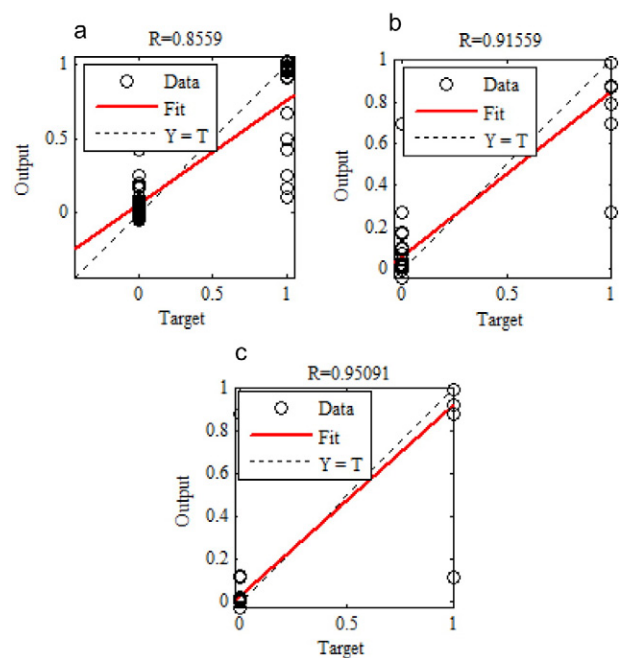 a
R=0.8559
1
0.5
0
Output
Data
Fit
Y = T
0
0.5
1
Target
b
R=0.91559
1
0.8
0.6
0.4
0.2
0
Output
Data
Fit
Y = T
0
0.5
1
Target
c
R=0.95091
1
0.8
0.6
0.4
0.2
0
Output
Data
Fit
Y = T
0
0.5
1
Target